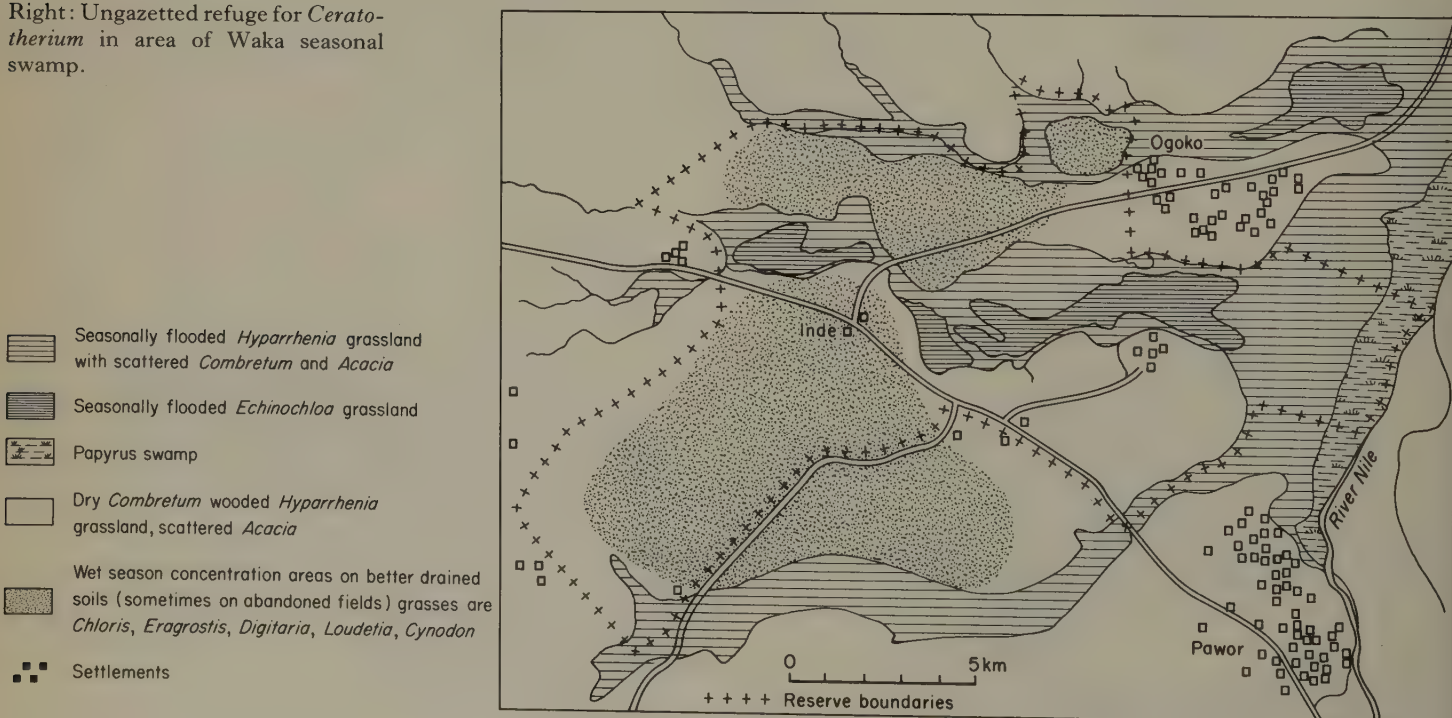 Right: Ungazetted refuge for Cerato-
therium in area of Waka seasonal
swamp.
Seasonally flooded Hyparrhenia grassland
with scattered Combretum and Acacia
Seasonally flooded Echinochloa grassland
Papyrus swamp
Dry Combretum wooded Hyparrhenia
grassland, scattered Acacia
Wet season concentration areas on better drained
soils (sometimes on abandoned fields) grasses are
Chloris, Eragrostis, Digitaria, Loudetia, Cynodon
Settlements
Ogoko
Inde
River Nile
Pawor
0 5km
++++ Reserve boundaries